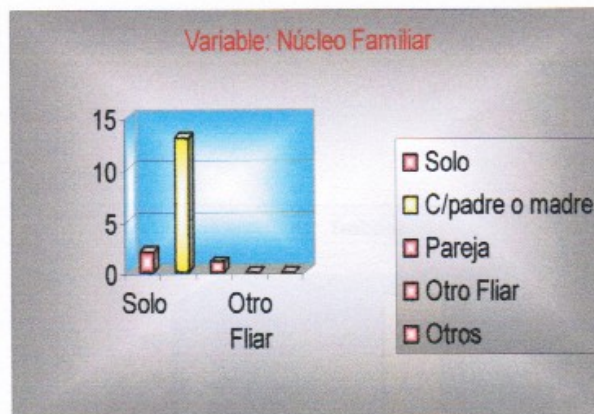 Variable: Núcleo Familiar
15
10
5
0
Solo
Otro
Fliar
Solo
C/padre o madre
Pareja
Otro Fliar
Otros